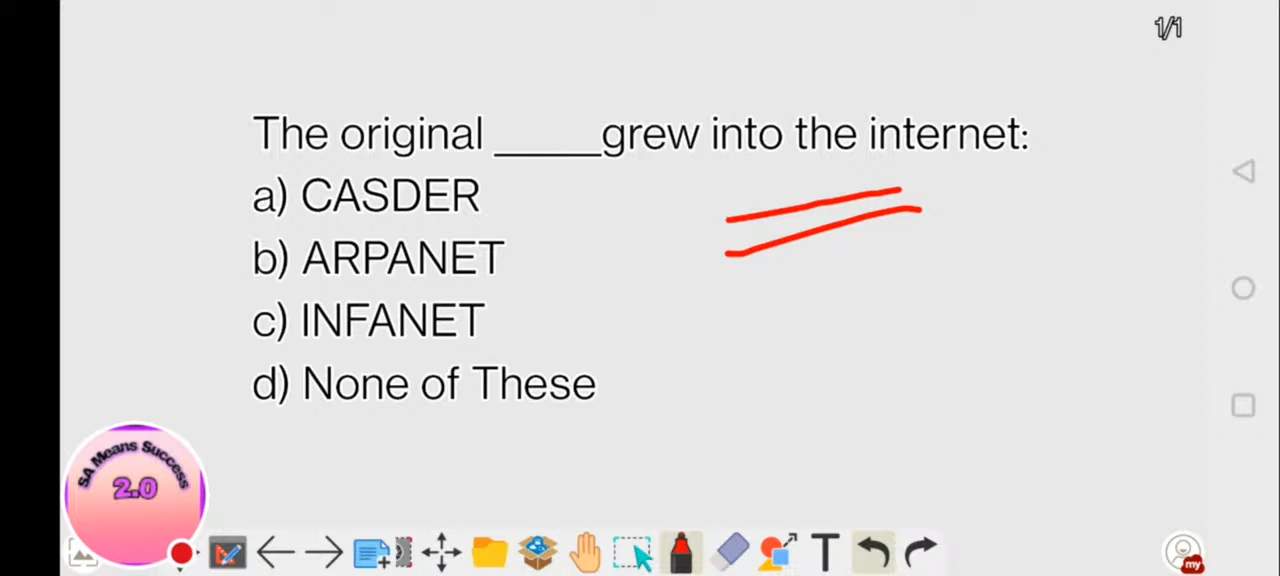 1/1
The original _____grew into the internet:
a) CASDER
b) ARPANET
c) INFANET
d) None of These
SA Means Success
2.0
T
my